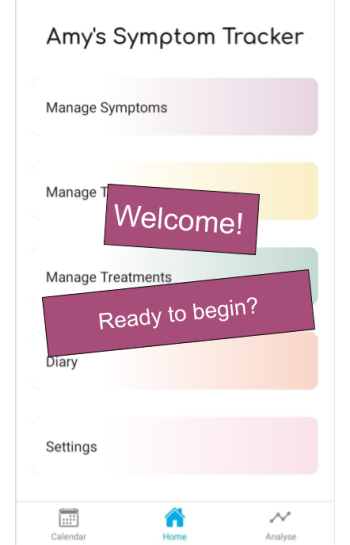 Amy's Symptom Tracker
Manage Symptoms
Manage T
Welcome!
Manage Treatments
Ready to begin?
Diary
Settings
Calendar
Home
Analyse